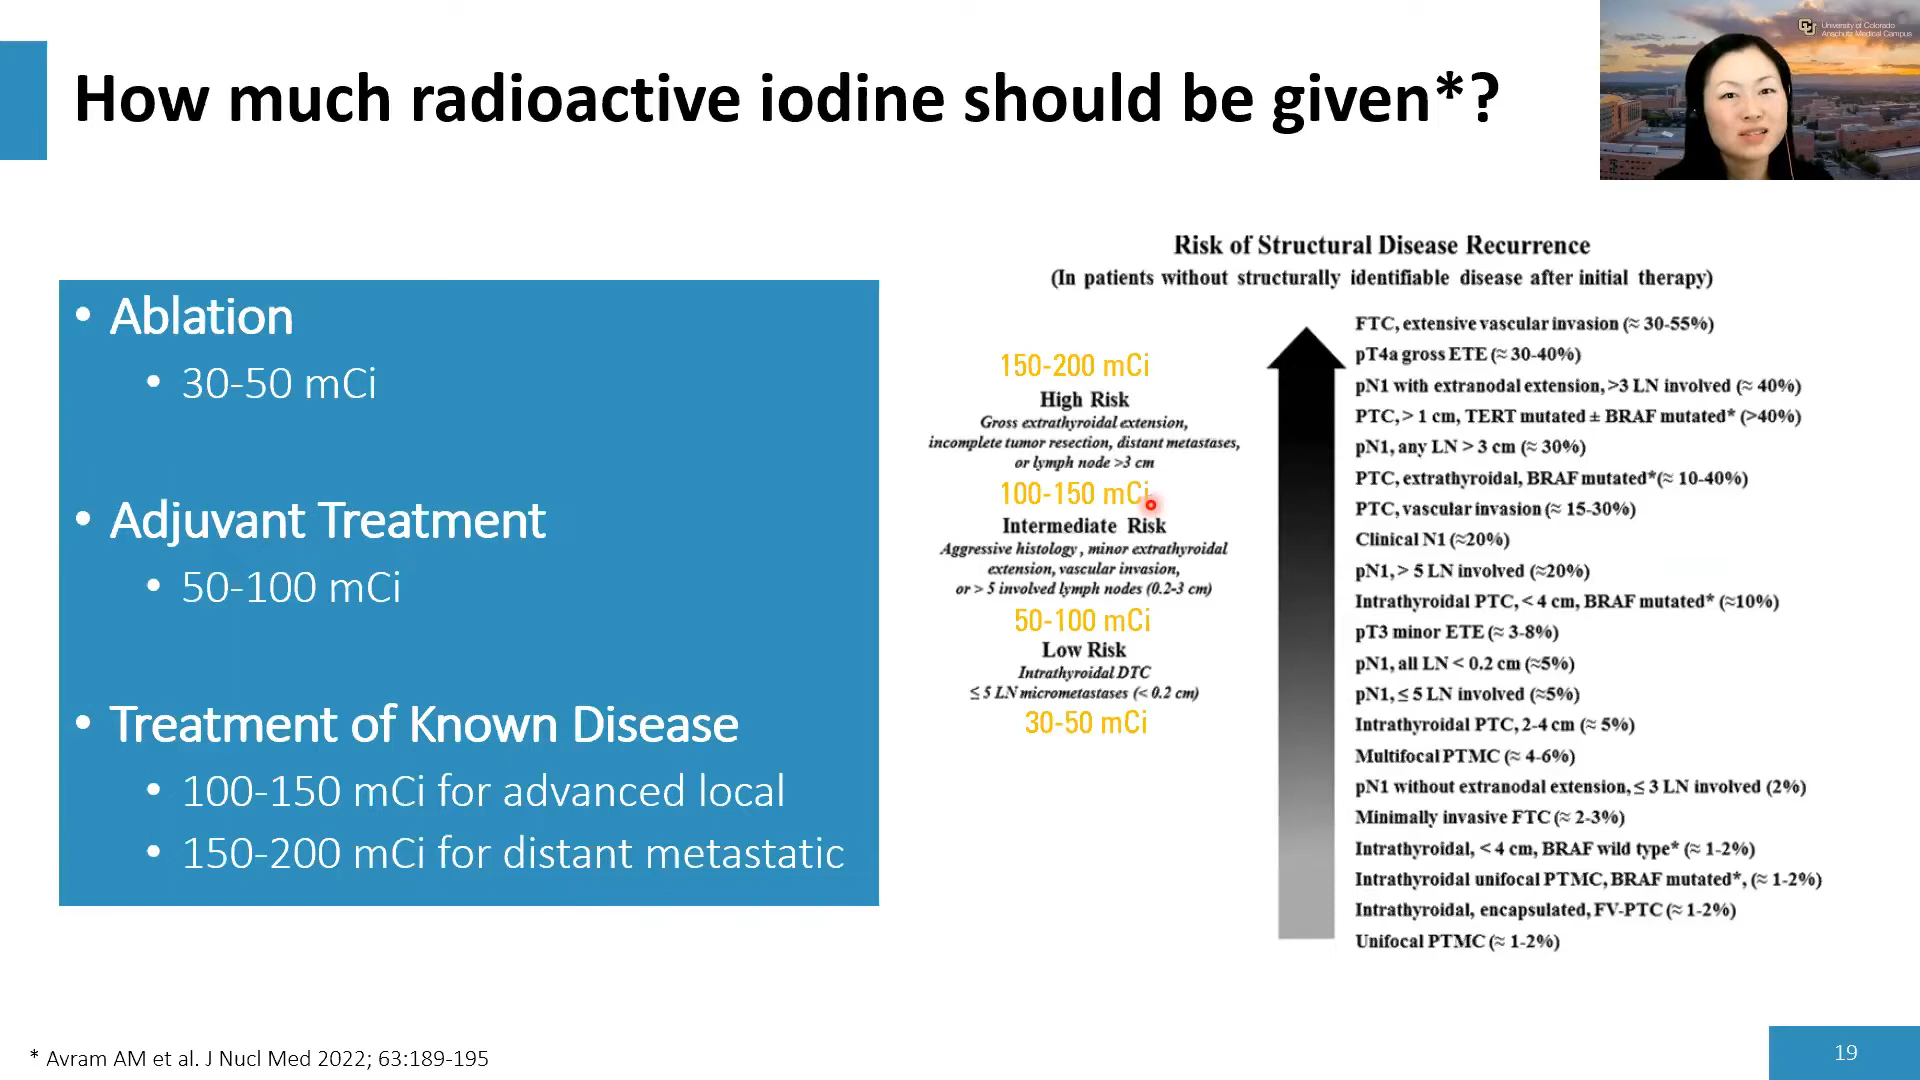 How much radioactive iodine should be given*?
University of Colorado
Anschutz Medical Campus
• Ablation
• 30-50 mCi
• Adjuvant Treatment
• 50-100 mCi
• Treatment of Known Disease
• 100-150 mCi for advanced local
• 150-200 mCi for distant metastatic
Risk of Structural Disease Recurrence
(In patients without structurally identifiable disease after initial therapy)
150-200 mCi
High Risk
Gross extrathyroidal extension,
incomplete tumor resection, distant metastases,
or lymph node >3 cm
100-150 mCi
Intermediate Risk
Aggressive histology, minor extrathyroidal
extension, vascular invasion,
or > 5 involved lymph nodes (0.2-3 cm)
50-100 mCi
Low Risk
Intrathyroidal DTC
≤ 5 LN micrometastases (< 0.2 cm)
30-50 mCi
FTC, extensive vascular invasion (≈ 30-55%)
pT4a gross ETE (≈ 30-40%)
pN1 with extranodal extension, >3 LN involved (≈ 40%)
PTC, > 1 cm, TERT mutated ± BRAF mutated* (>40%)
pN1, any LN > 3 cm (≈ 30%)
PTC, extrathyroidal, BRAF mutated*(≈ 10-40%)
PTC, vascular invasion (≈ 15-30%)
Clinical N1 (≈20%)
pN1, > 5 LN involved (≈20%)
Intrathyroidal PTC, < 4 cm, BRAF mutated* (≈10%)
pT3 minor ETE (≈ 3-8%)
pN1, all LN < 0.2 cm (≈5%)
pN1, ≤ 5 LN involved (≈5%)
Intrathyroidal PTC, 2-4 cm (≈ 5%)
Multifocal PTMC (≈ 4-6%)
pN1 without extranodal extension, ≤ 3 LN involved (2%)
Minimally invasive FTC (≈ 2-3%)
Intrathyroidal, < 4 cm, BRAF wild type* (≈ 1-2%)
Intrathyroidal unifocal PTMC, BRAF mutated*, (≈ 1-2%)
Intrathyroidal, encapsulated, FV-PTC (≈ 1-2%)
Unifocal PTMC (≈ 1-2%)
* Avram AM et al. J Nucl Med 2022; 63:189-195
19